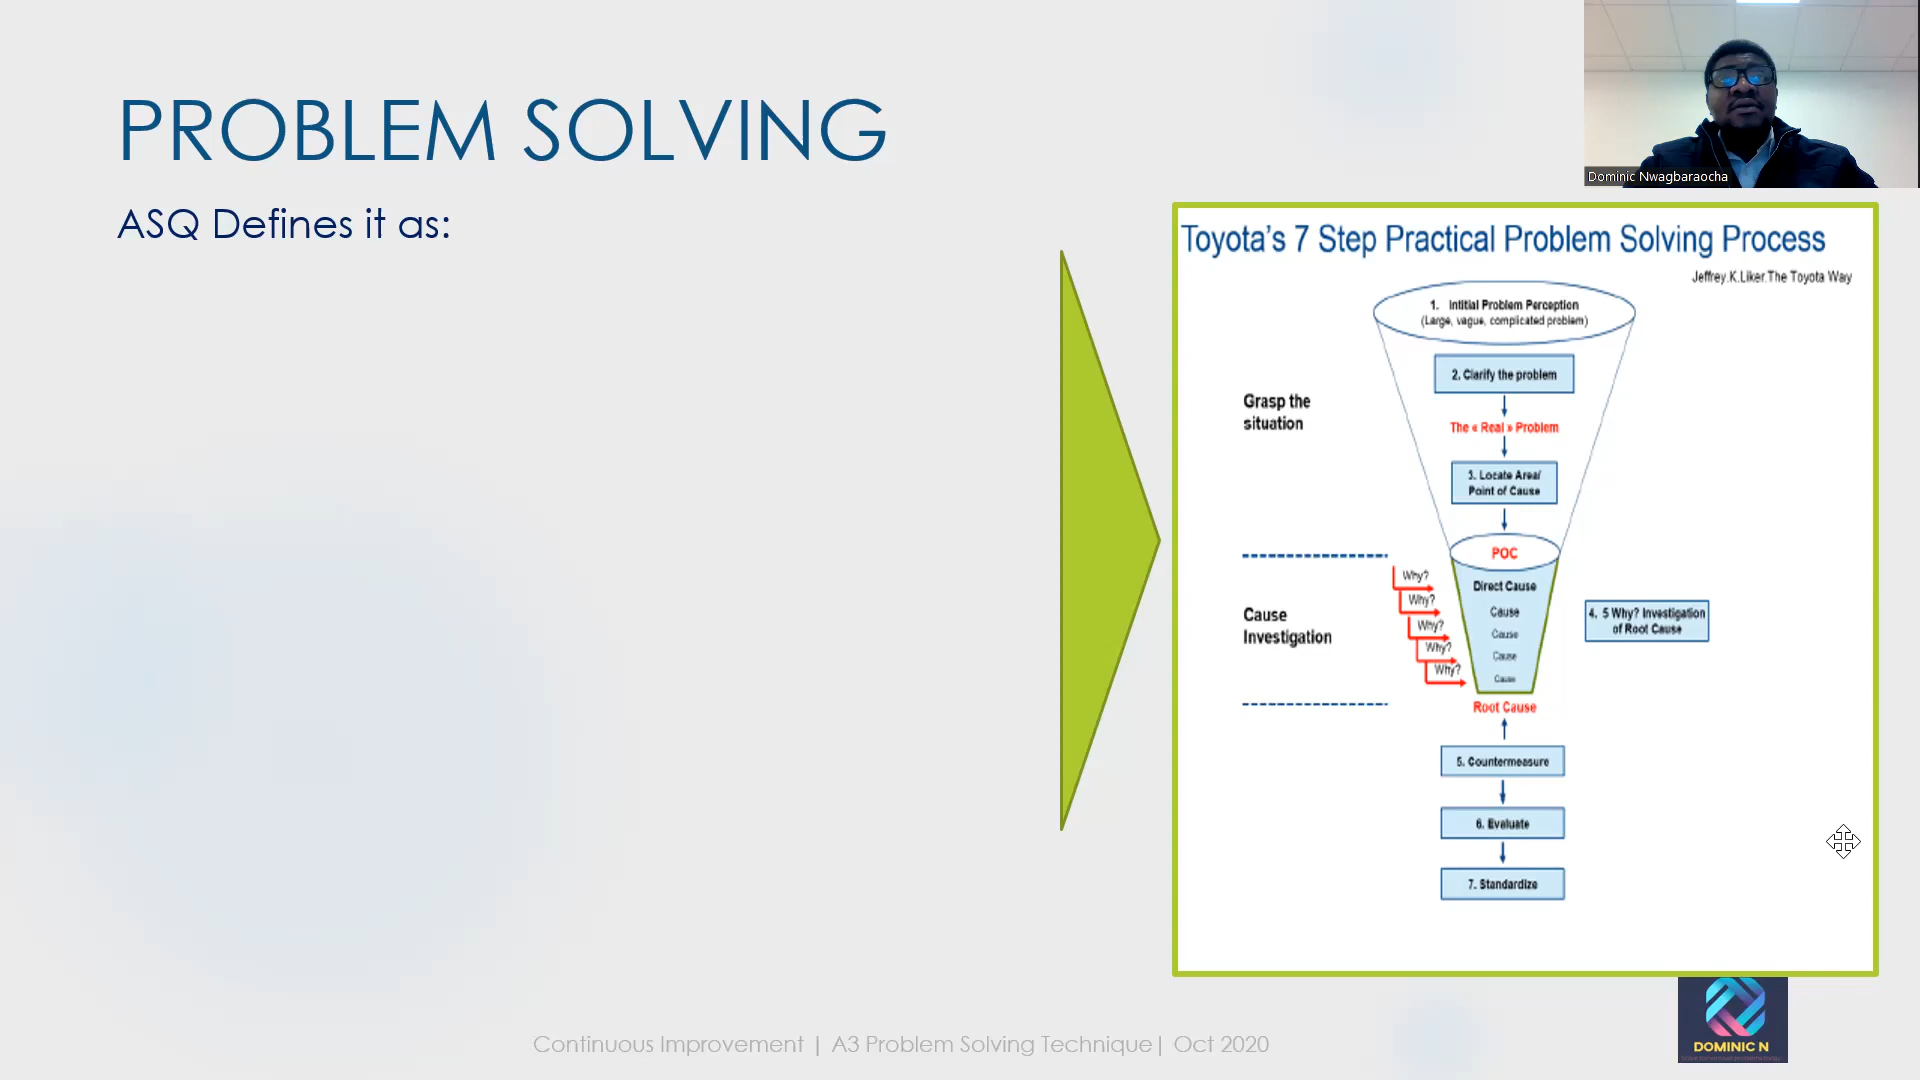 PROBLEM SOLVING
ASQ Defines it as:
Dominic Nwagbaraocha
Toyota's 7 Step Practical Problem Solving Process
Jeffrey.K.Liker.The Toyota Way
1. Intitial Problem Perception
(Large, vague, complicated problem)
2. Clarify the problem
Grasp the
situation
The « Real » Problem
3. Locate Area/
Point of Cause
POC
Why?
Why?
Why?
Why?
Why?
Direct Cause
Cause
Cause
Cause
Cause
Cause
Investigation
4. 5 Why? Investigation
of Root Cause
Root Cause
5. Countermeasure
6. Evaluate
7. Standardize
Continuous Improvement | A3 Problem Solving Technique| Oct 2020
DOMINIC N